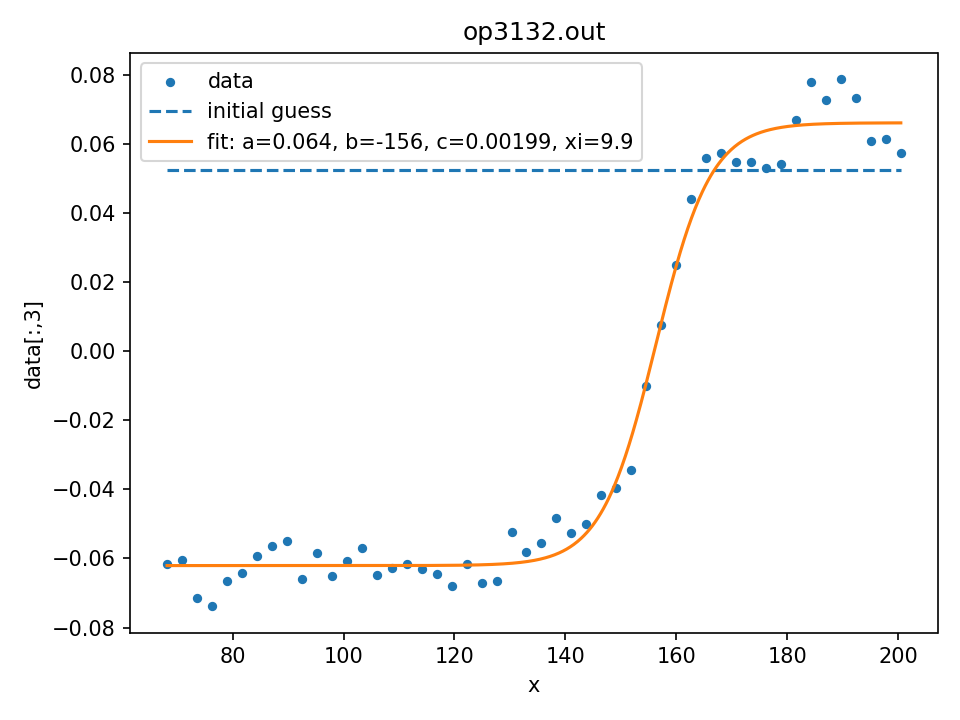 op3132.out
data
initial guess
fit: a=0.064, b=-156, c=0.00199, xi=9.9
data[:,3]
0.08
0.06
0.04
0.02
0.00
−0.02
−0.04
−0.06
−0.08
80 100 120 140 160 180 200
x